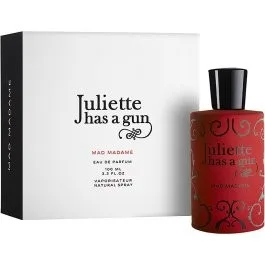 Juliette
has a gun
MAD MADAME
EAU DE PARFUM
100 ML
3.3 FL.OZ
VAPORISATEUR
NATURAL SPRAY
Juliette
has a gun
MAD MADAME